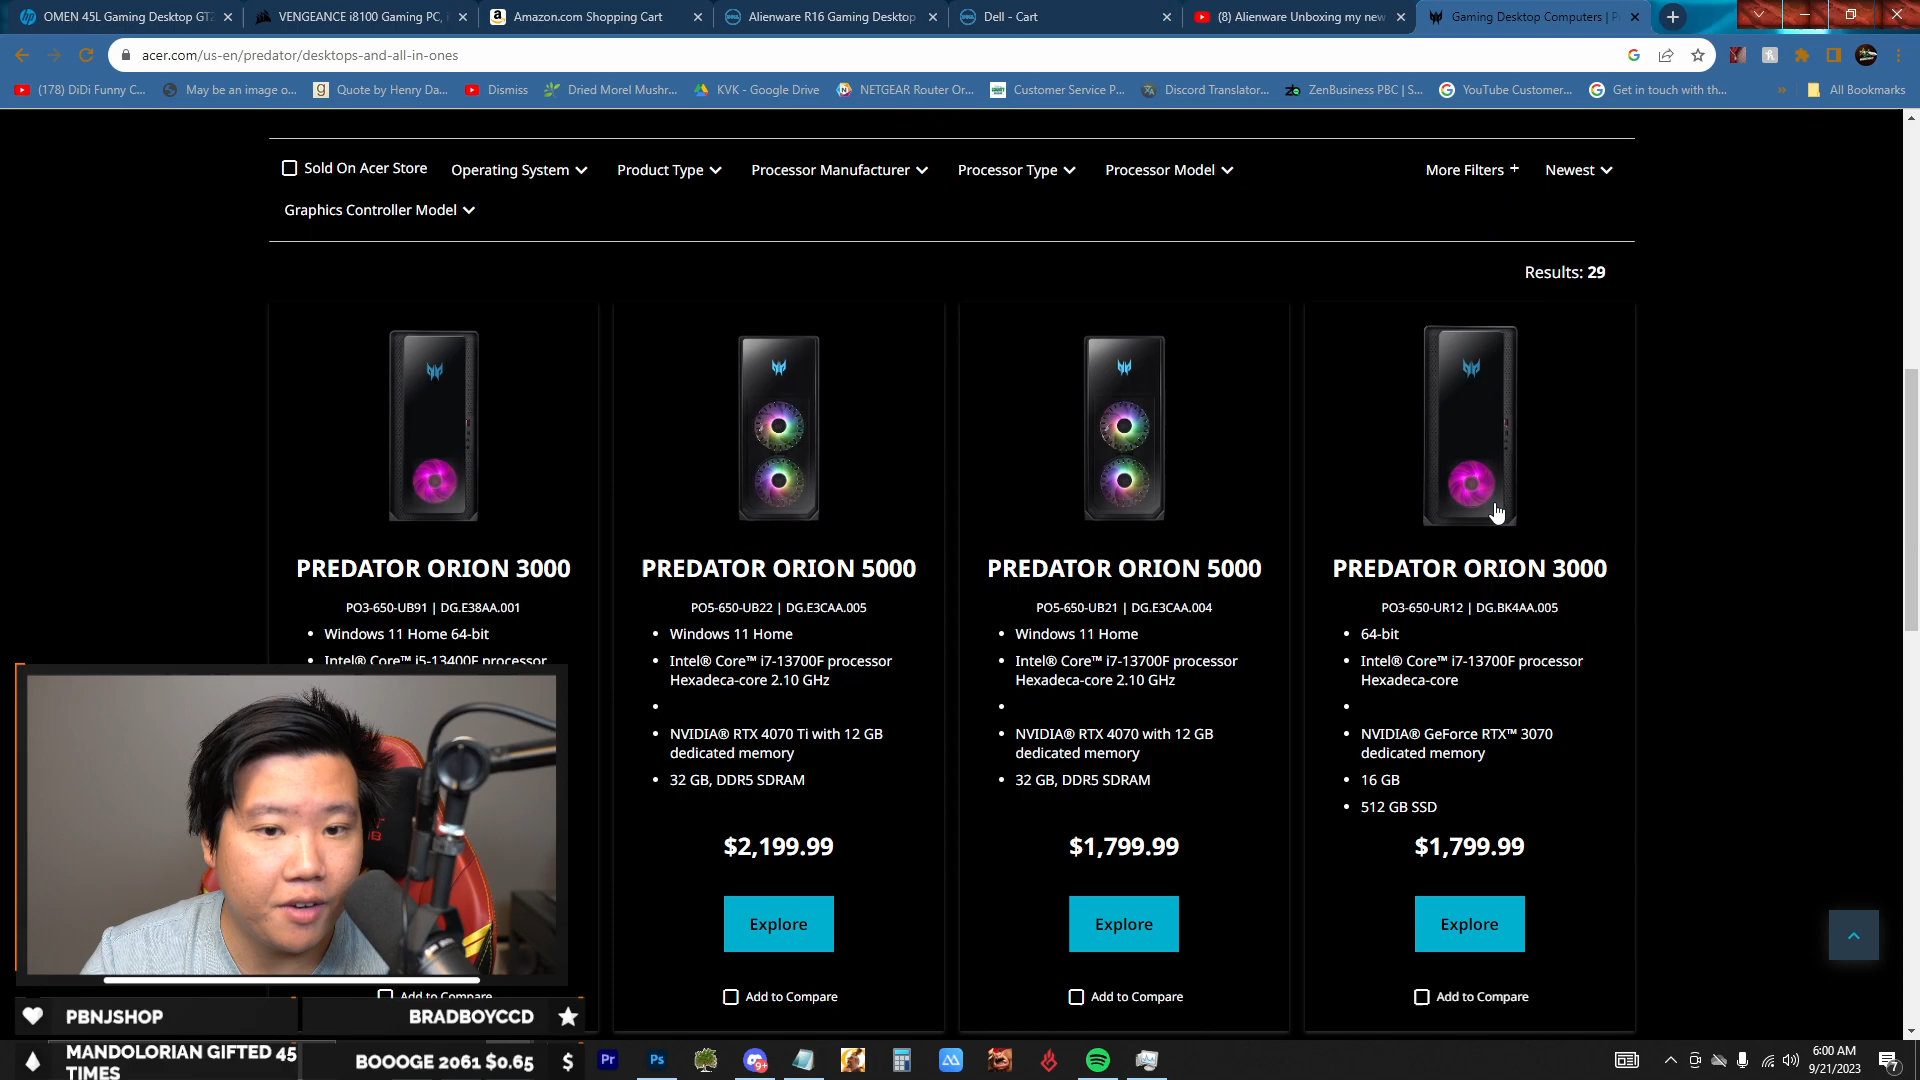 OMEN 45L Gaming Desktop GT2
VENGEANCE i8100 Gaming PC, i
Amazon.com Shopping Cart
Alienware R16 Gaming Desktop
Dell - Cart
(8) Alienware Unboxing my new
Gaming Desktop Computers | P
acer.com/us-en/predator/desktops-and-all-in-ones
(178) DiDi Funny C...
May be an image o...
Quote by Henry Da...
Dismiss
Dried Morel Mushr...
KVK - Google Drive
NETGEAR Router Or...
Customer Service P...
Discord Translator...
ZenBusiness PBC | S...
YouTube Customer...
Get in touch with th...
All Bookmarks
Sold On Acer Store
Operating System
Product Type
Processor Manufacturer
Processor Type
Processor Model
More Filters +
Newest
Graphics Controller Model
Results: 29
PREDATOR ORION 3000
PO3-650-UB91 | DG.E38AA.001
• Windows 11 Home 64-bit
• Intel® Core™ i5-13400F processor
Add to Compare
PREDATOR ORION 5000
PO5-650-UB22 | DG.E3CAA.005
• Windows 11 Home
• Intel® Core™ i7-13700F processor
Hexadeca-core 2.10 GHz
•
• NVIDIA® RTX 4070 Ti with 12 GB
dedicated memory
• 32 GB, DDR5 SDRAM
$2,199.99
Explore
Add to Compare
PREDATOR ORION 5000
PO5-650-UB21 | DG.E3CAA.004
• Windows 11 Home
• Intel® Core™ i7-13700F processor
Hexadeca-core 2.10 GHz
•
• NVIDIA® RTX 4070 with 12 GB
dedicated memory
• 32 GB, DDR5 SDRAM
$1,799.99
Explore
Add to Compare
PREDATOR ORION 3000
PO3-650-UR12 | DG.BK4AA.005
• 64-bit
• Intel® Core™ i7-13700F processor
Hexadeca-core
•
• NVIDIA® GeForce RTX™ 3070
dedicated memory
• 16 GB
• 512 GB SSD
$1,799.99
Explore
Add to Compare
PBNJSHOP
BRADBOYCCD
MANDOLORIAN GIFTED 45
TIMES
BOOOGE 2061 $0.65
$
Pr
Ps
9+
6:00 AM
9/21/2023
7